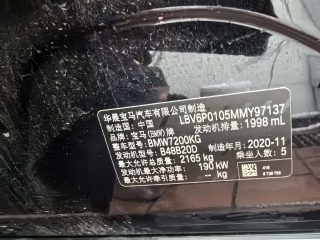 华晨宝马汽车有限公司制造
制造国：中国 LBV6P0105MMY97137
品牌：宝马(BMW)牌 发动机排量：1998 mL
整车型号：BMW7200KG
发动机型号：B48B20D 制造年月：2020-11
最大允许总质量：2165 kg 乘坐人数：5
发动机最大净功率：190 kW
最大允许牵引质量：- kg